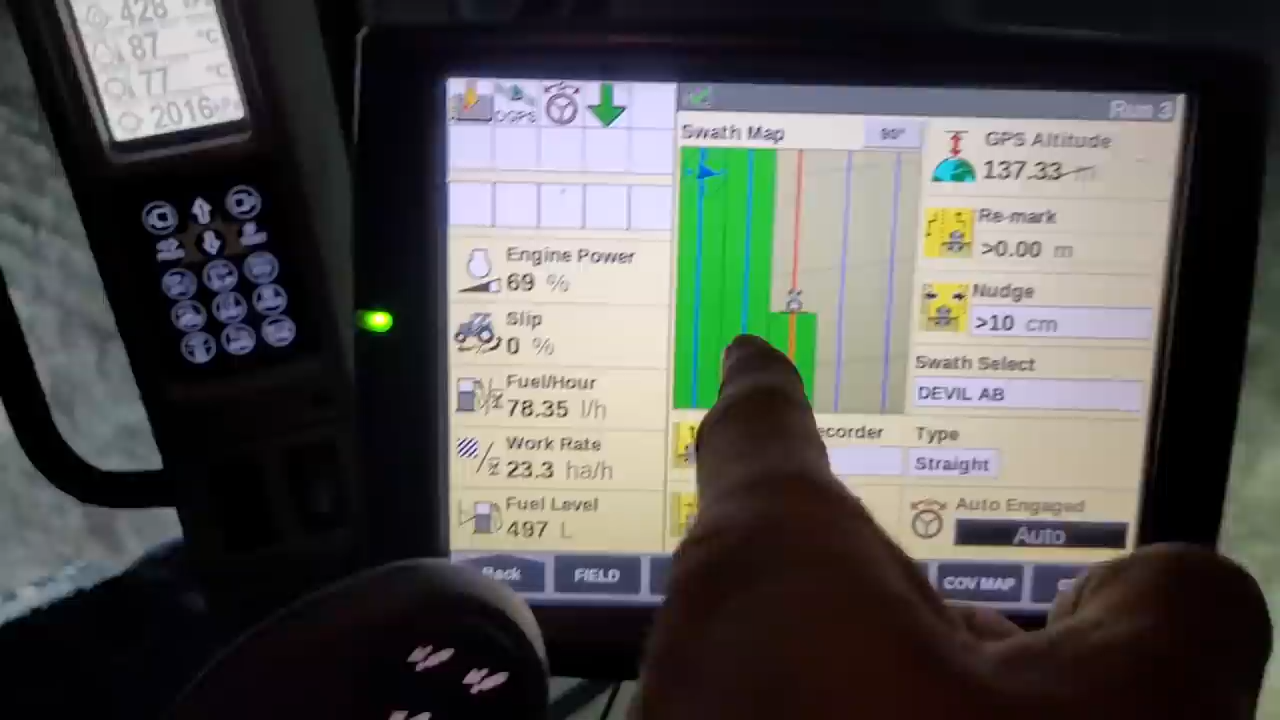 428
87 °C
77 °C
2016
DGPS
Run 3
Swath Map
90°
GPS Altitude
137.33 m
Re-mark
>0.00 m
Nudge
>10 cm
Swath Select
DEVIL AB
Type
Straight
Auto Engaged
Auto
Engine Power
69 %
Slip
0 %
Fuel/Hour
78.35 l/h
Work Rate
23.3 ha/h
Fuel Level
497 L
ecorder
Back
FIELD
COV MAP